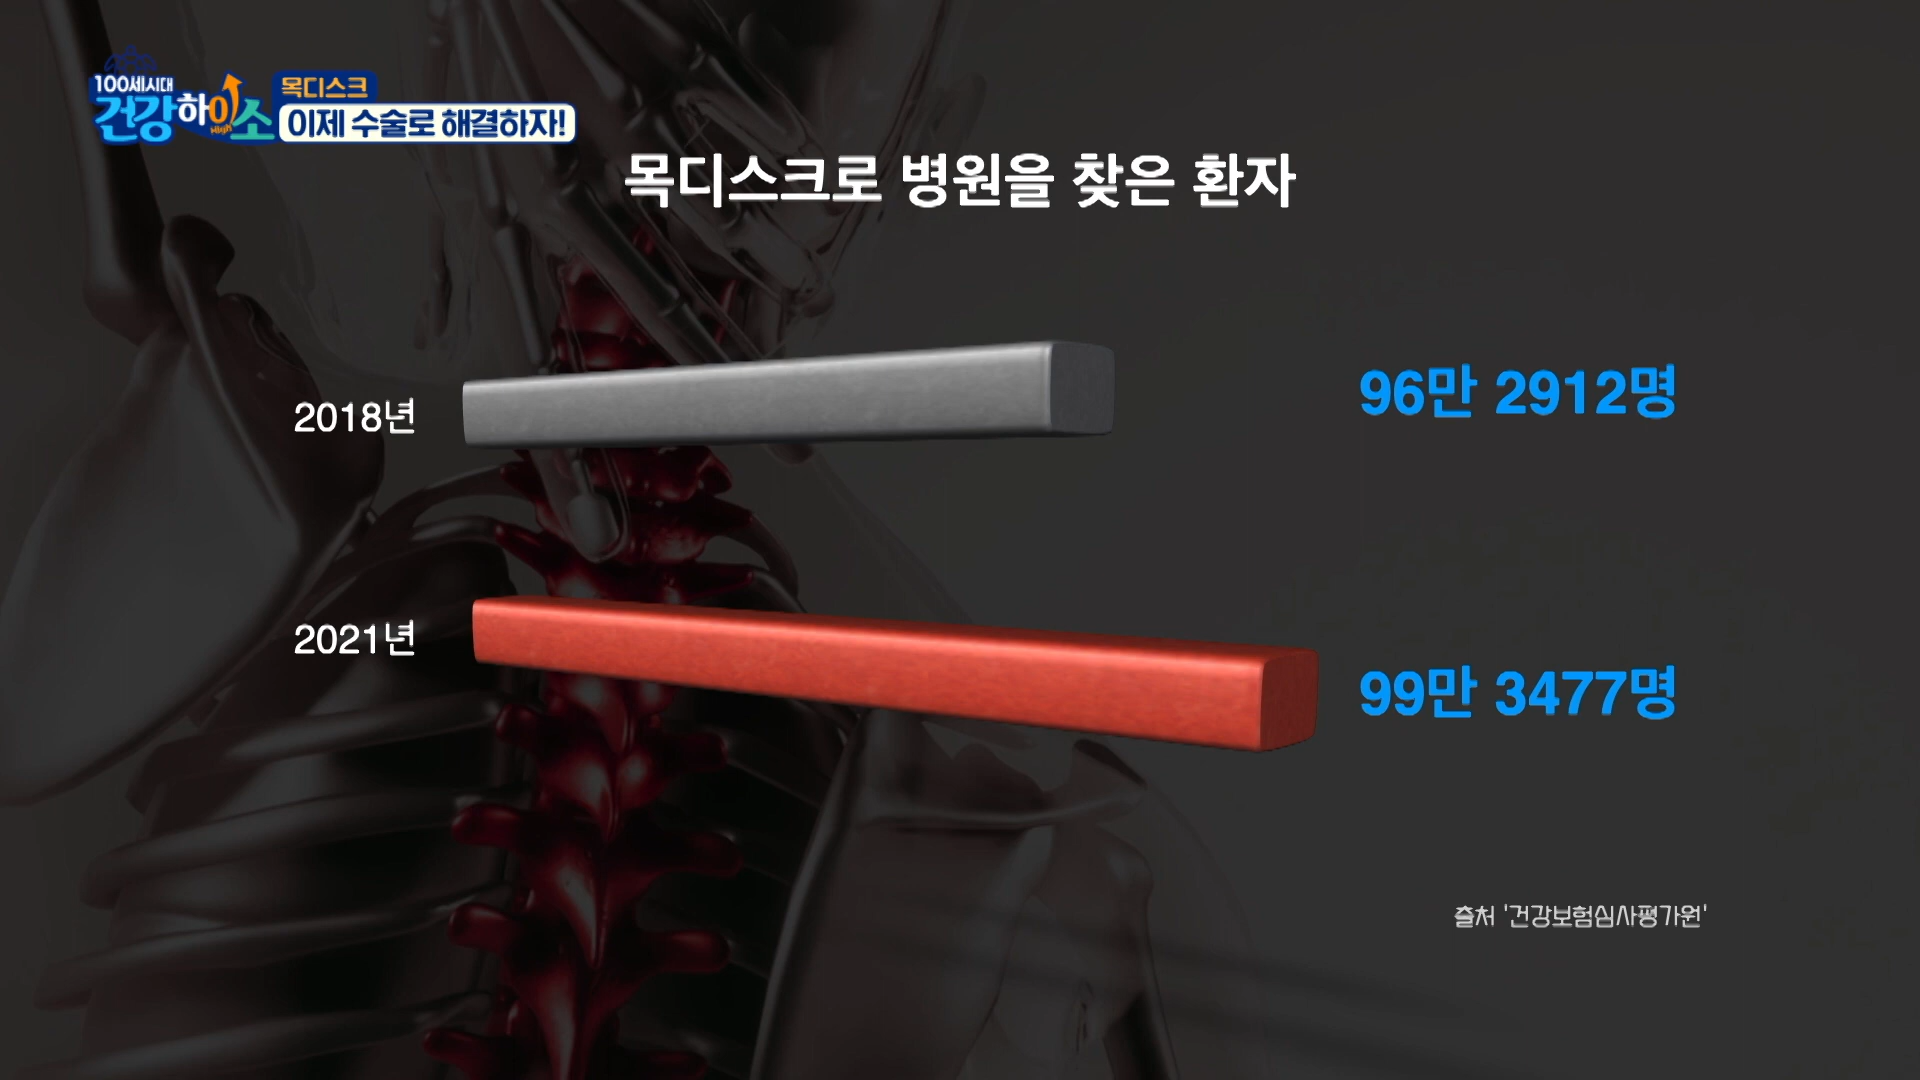 100세시대
건강하이소
High
목디스크
이제 수술로 해결하자!
목디스크로 병원을 찾은 환자
2018년
96만 2912명
2021년
99만 3477명
출처 '건강보험심사평가원'